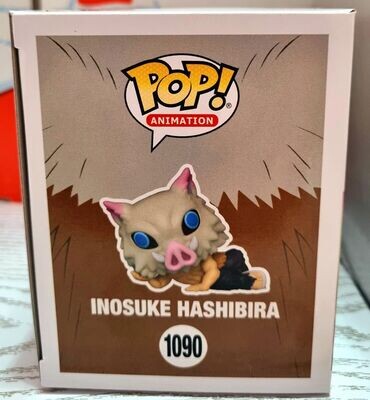 POP!
ANIMATION
INOSUKE HASHIBIRA
1090